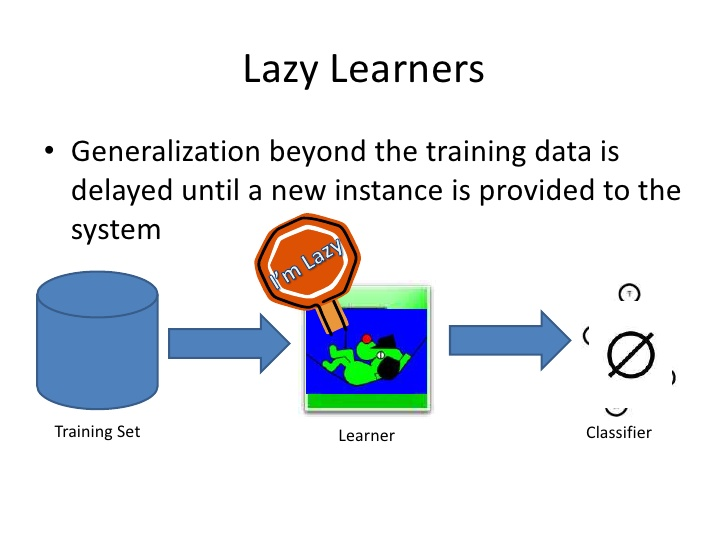 Lazy Learners
• Generalization beyond the training data is
delayed until a new instance is provided to the
system
I'm Lazy
Training Set
Learner
Classifier